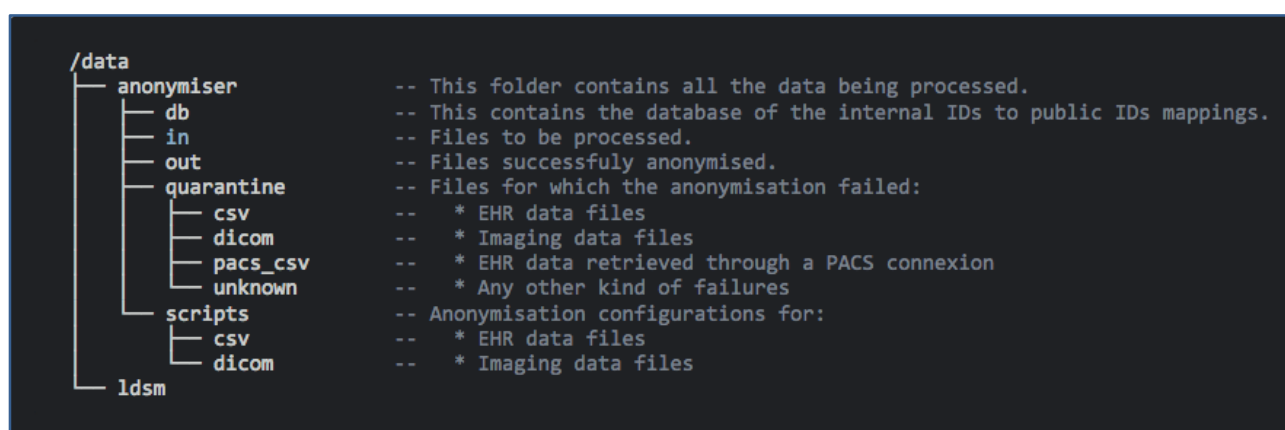 /data
├── anonymiser -- This folder contains all the data being processed.
│   ├── db -- This contains the database of the internal IDs to public IDs mappings.
│   ├── in -- Files to be processed.
│   ├── out -- Files successfuly anonymised.
│   ├── quarantine -- Files for which the anonymisation failed:
│   │   ├── csv --   * EHR data files
│   │   ├── dicom --   * Imaging data files
│   │   ├── pacs_csv --   * EHR data retrieved through a PACS connexion
│   │   └── unknown --   * Any other kind of failures
│   └── scripts -- Anonymisation configurations for:
│       ├── csv --   * EHR data files
│       └── dicom --   * Imaging data files
└── ldsm